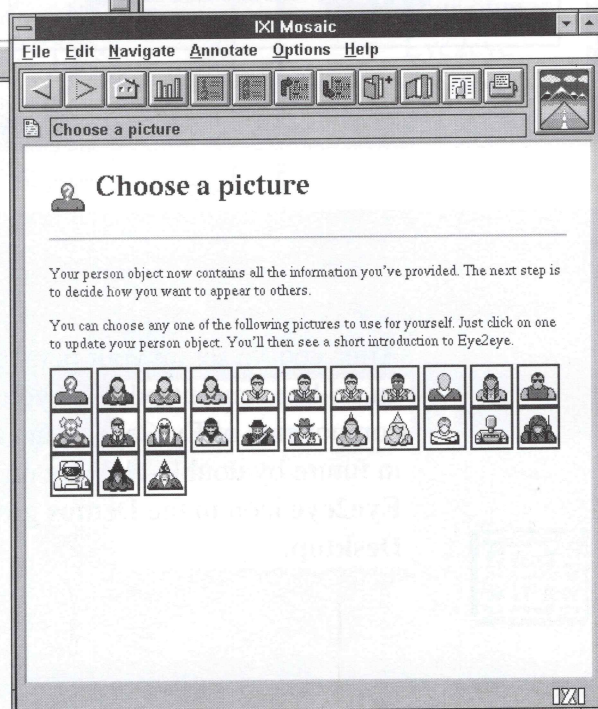 IXI Mosaic
File Edit Navigate Annotate Options Help
Choose a picture
Choose a picture
Your person object now contains all the information you've provided. The next step is
to decide how you want to appear to others.
You can choose any one of the following pictures to use for yourself. Just click on one
to update your person object. You'll then see a short introduction to Eye2eye.
IXI